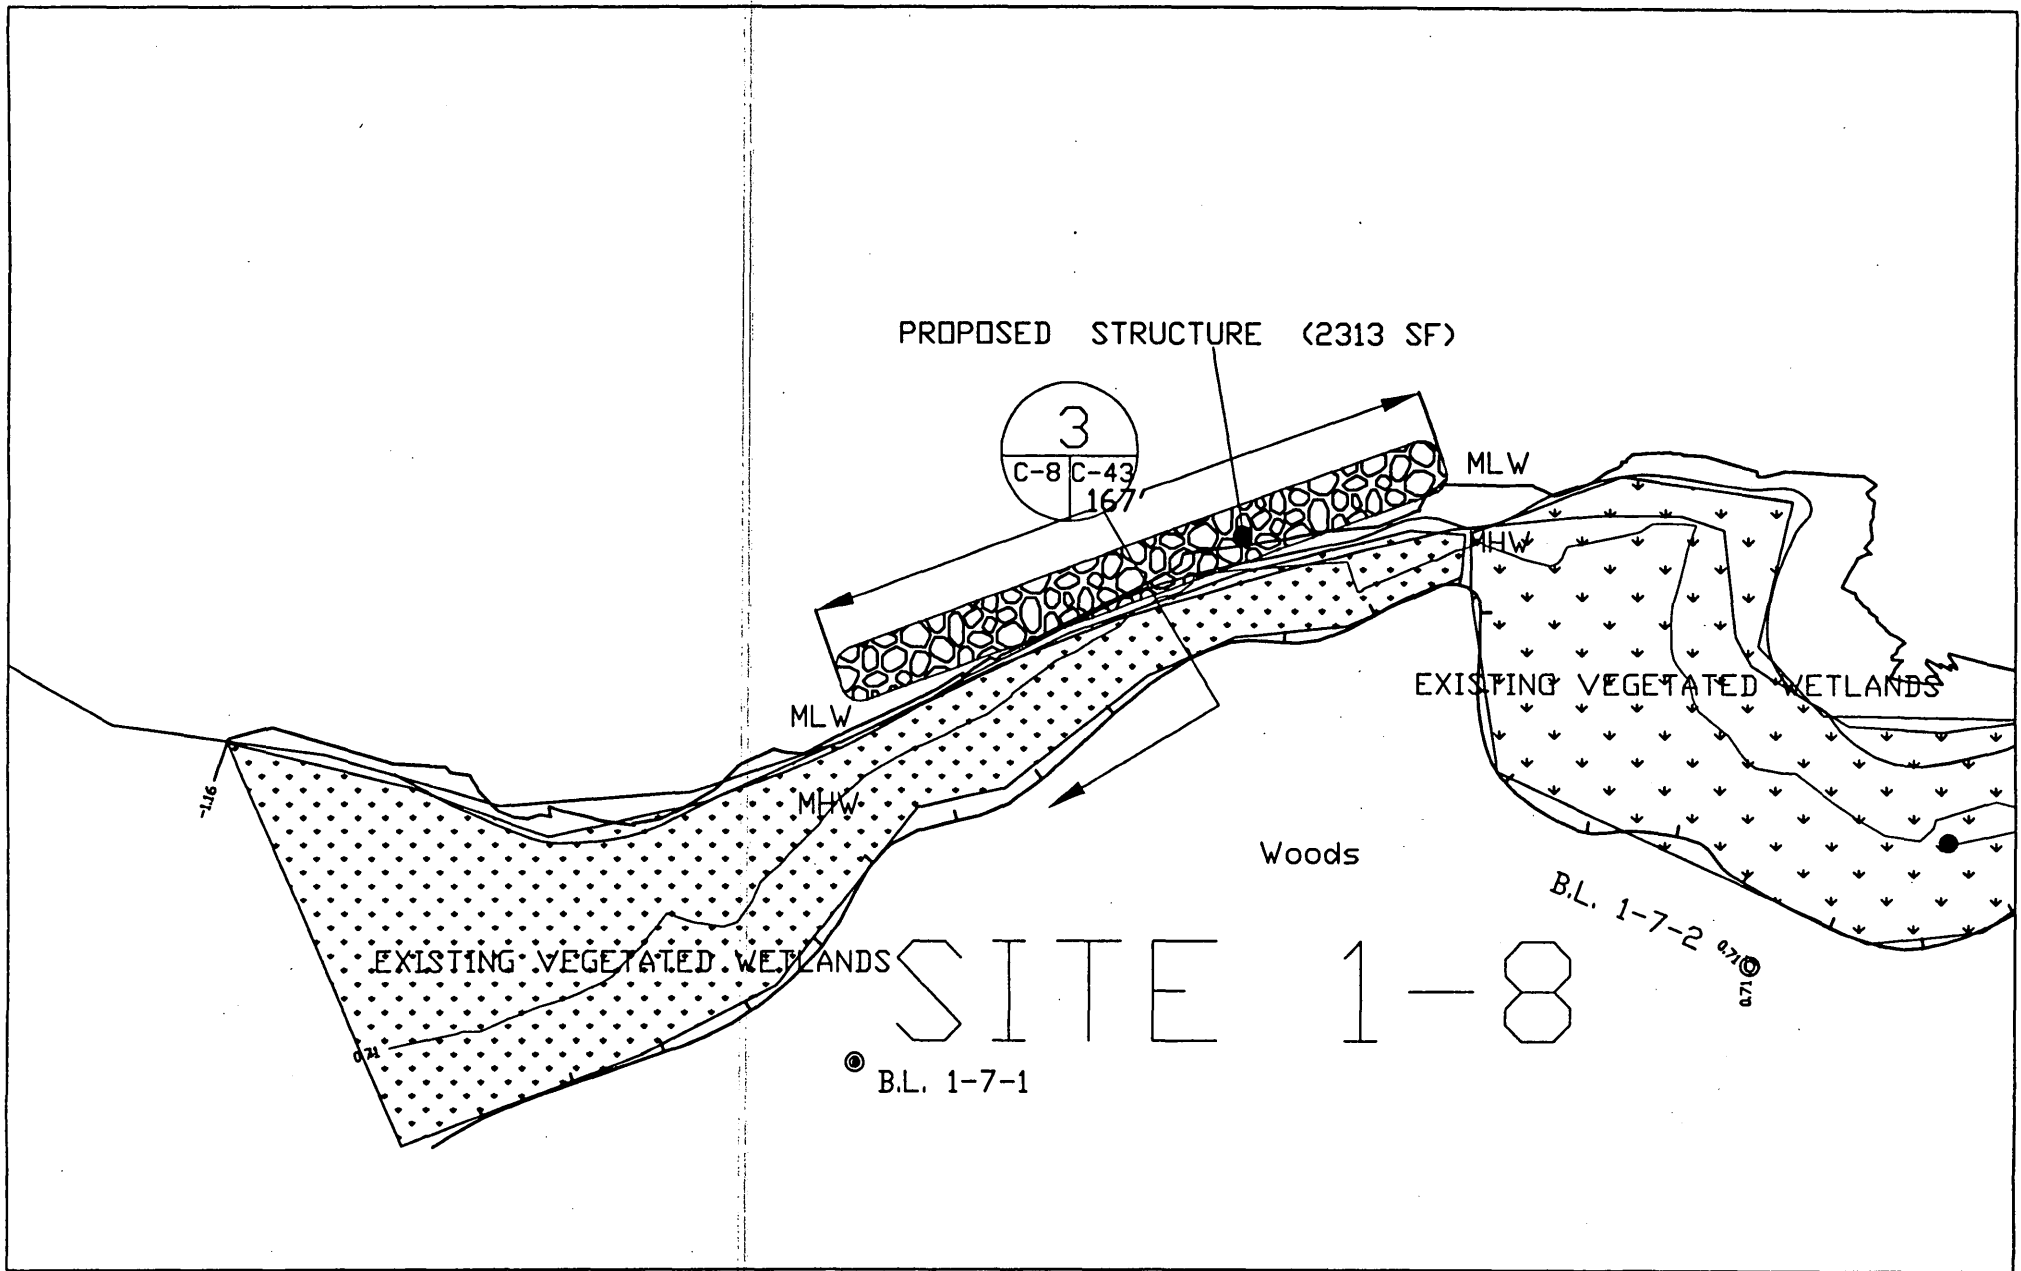 PROPOSED STRUCTURE (2313 SF)
3
C-8 C-43
167'
MLW
MHW
EXISTING VEGETATED WETLANDS
MLW
-1.16
MHW
Woods
B.L. 1-7-2
0.71
0.71
EXISTING VEGETATED WETLANDS
SITE 1-8
0.71
B.L. 1-7-1